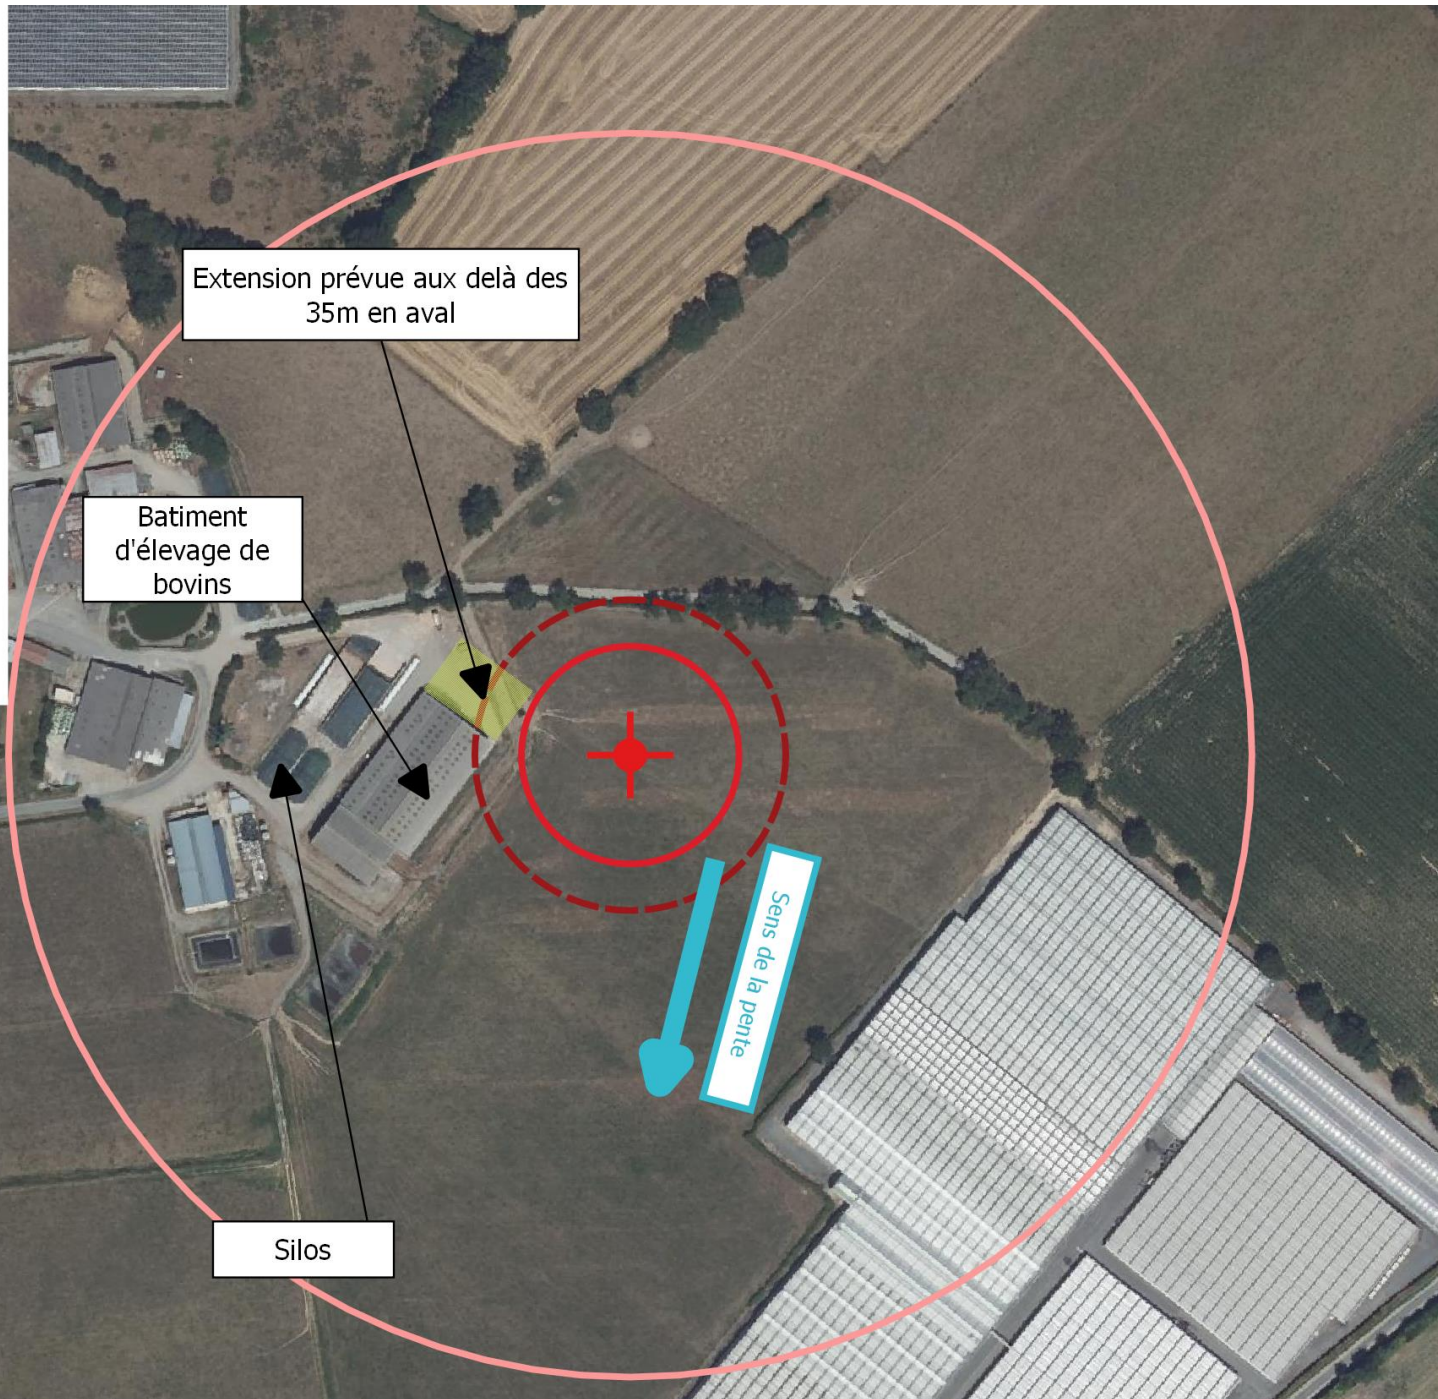 Extension prévue aux delà des
35m en aval
Batiment
d'élevage de
bovins
Sens de la pente
Silos